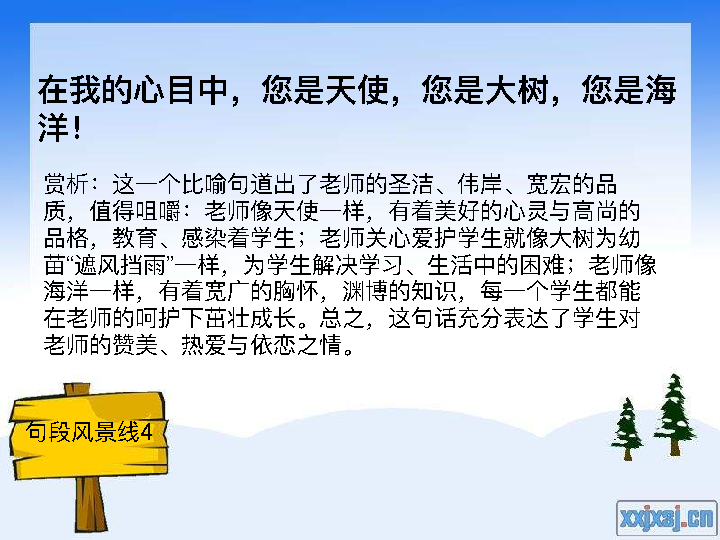 在我的心目中，您是天使，您是大树，您是海
洋！
赏析：这一个比喻句道出了老师的圣洁、伟岸、宽宏的品
质，值得咀嚼：老师像天使一样，有着美好的心灵与高尚的
品格，教育、感染着学生；老师关心爱护学生就像大树为幼
苗“遮风挡雨”一样，为学生解决学习、生活中的困难；老师像
海洋一样，有着宽广的胸怀，渊博的知识，每一个学生都能
在老师的呵护下茁壮成长。总之，这句话充分表达了学生对
老师的赞美、热爱与依恋之情。
句段风景线4
xxjxsj.cn